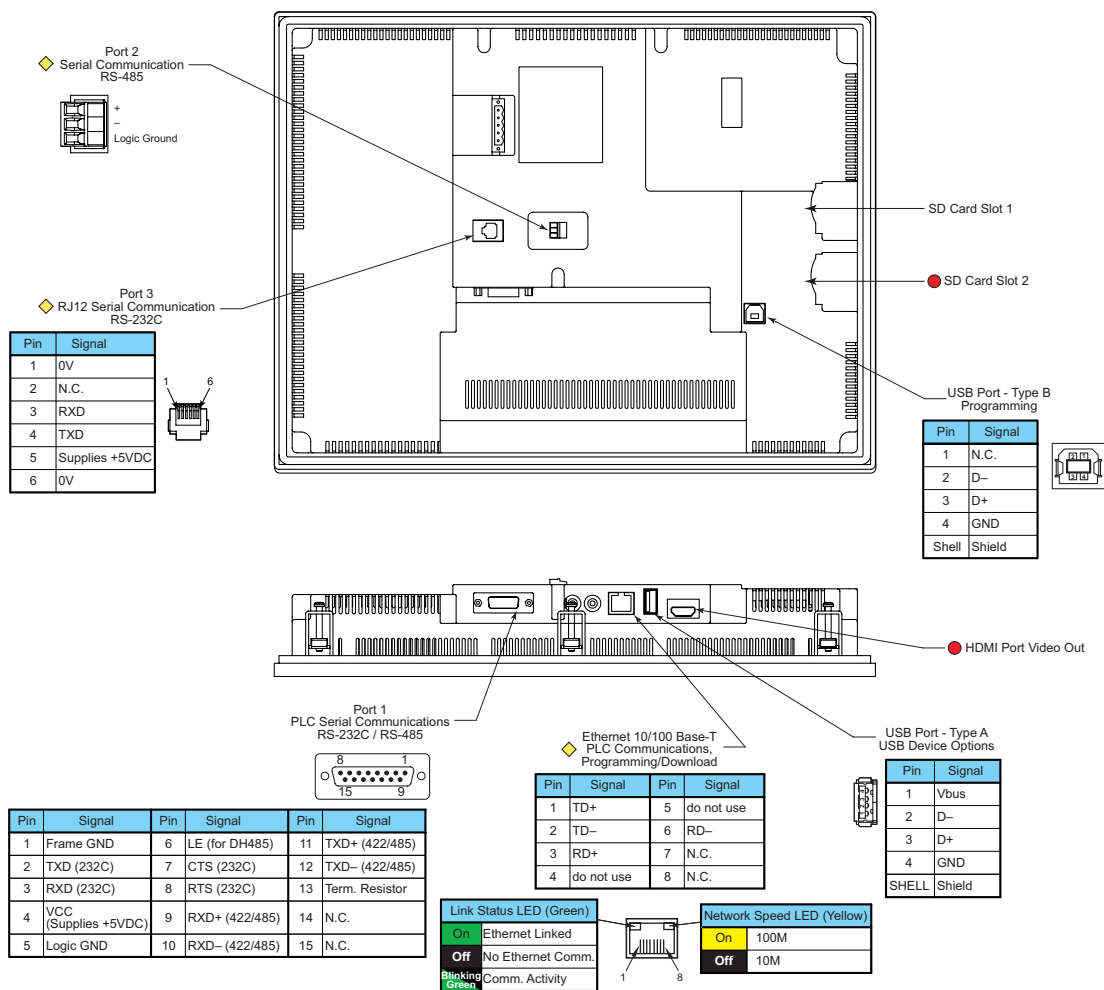 Port 2
Serial Communication
RS-485
+
–
Logic Ground
SD Card Slot 1
SD Card Slot 2
Port 3
RJ12 Serial Communication
RS-232C
Pin Signal
1 0V
2 N.C.
3 RXD
4 TXD
5 Supplies +5VDC
6 0V
1 6
USB Port - Type B
Programming
Pin Signal
1 N.C.
2 D–
3 D+
4 GND
Shell Shield
2 1
3 4
HDMI Port Video Out
Port 1
PLC Serial Communications
RS-232C / RS-485
8 1
15 9
Pin Signal Pin Signal Pin Signal
1 Frame GND 6 LE (for DH485) 11 TXD+ (422/485)
2 TXD (232C) 7 CTS (232C) 12 TXD– (422/485)
3 RXD (232C) 8 RTS (232C) 13 Term. Resistor
4 VCC (Supplies +5VDC) 9 RXD+ (422/485) 14 N.C.
5 Logic GND 10 RXD– (422/485) 15 N.C.
Ethernet 10/100 Base-T
PLC Communications,
Programming/Download
Pin Signal Pin Signal
1 TD+ 5 do not use
2 TD– 6 RD–
3 RD+ 7 N.C.
4 do not use 8 N.C.
USB Port - Type A
USB Device Options
Pin Signal
1 Vbus
2 D–
3 D+
4 GND
SHELL Shield
Link Status LED (Green)
On Ethernet Linked
Off No Ethernet Comm.
Blinking Green Comm. Activity
1 8
Network Speed LED (Yellow)
On 100M
Off 10M